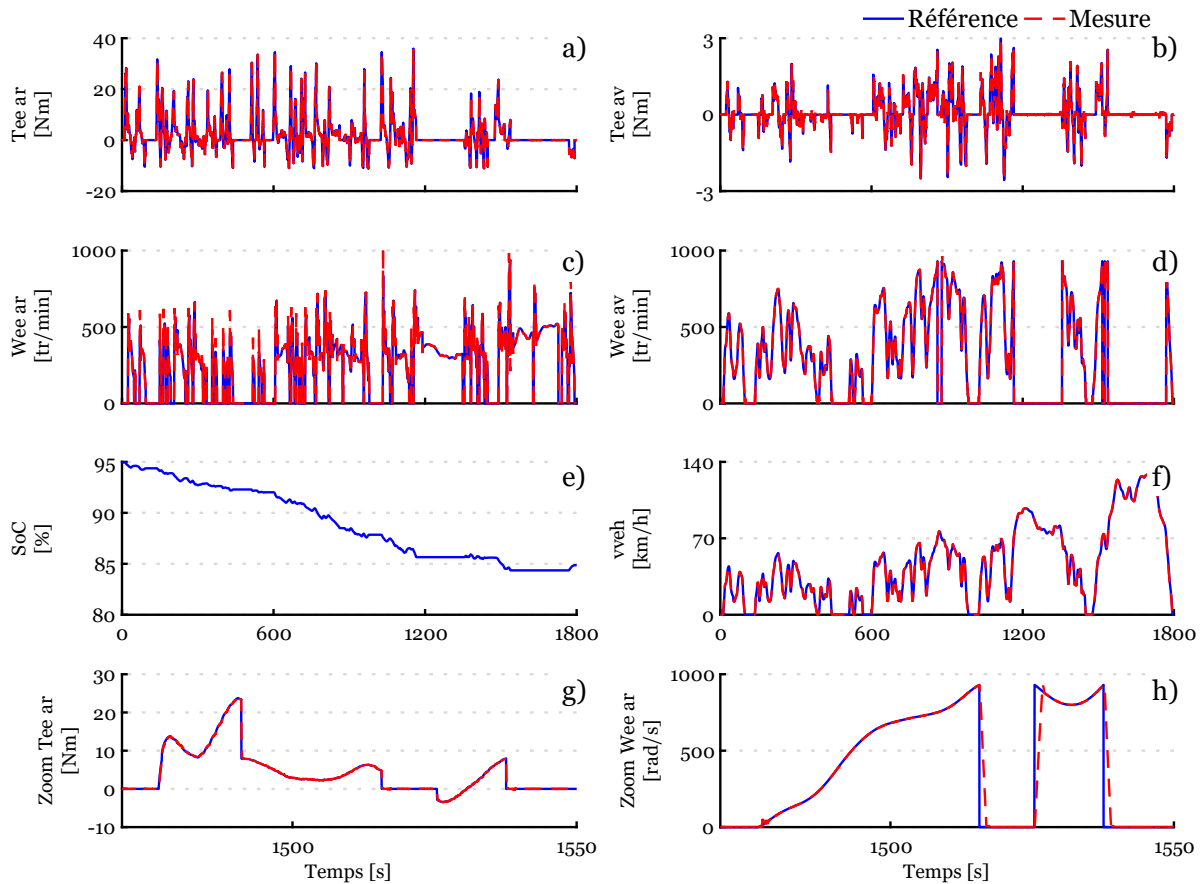 Référence Mesure
a)
40
20
0
-20
Tee ar
[Nm]
b)
3
0
-3
Tee av
[Nm]
c)
1000
500
0
Wee ar
[tr/min]
d)
1000
500
0
Wee av
[tr/min]
e)
95
90
85
80
SoC
[%]
0 600 1200 1800
f)
140
70
0
vveh
[km/h]
0 600 1200 1800
g)
30
20
10
0
-10
Zoom Tee ar
[Nm]
1500 1550
Temps [s]
h)
1000
500
0
Zoom Wee ar
[rad/s]
1500 1550
Temps [s]